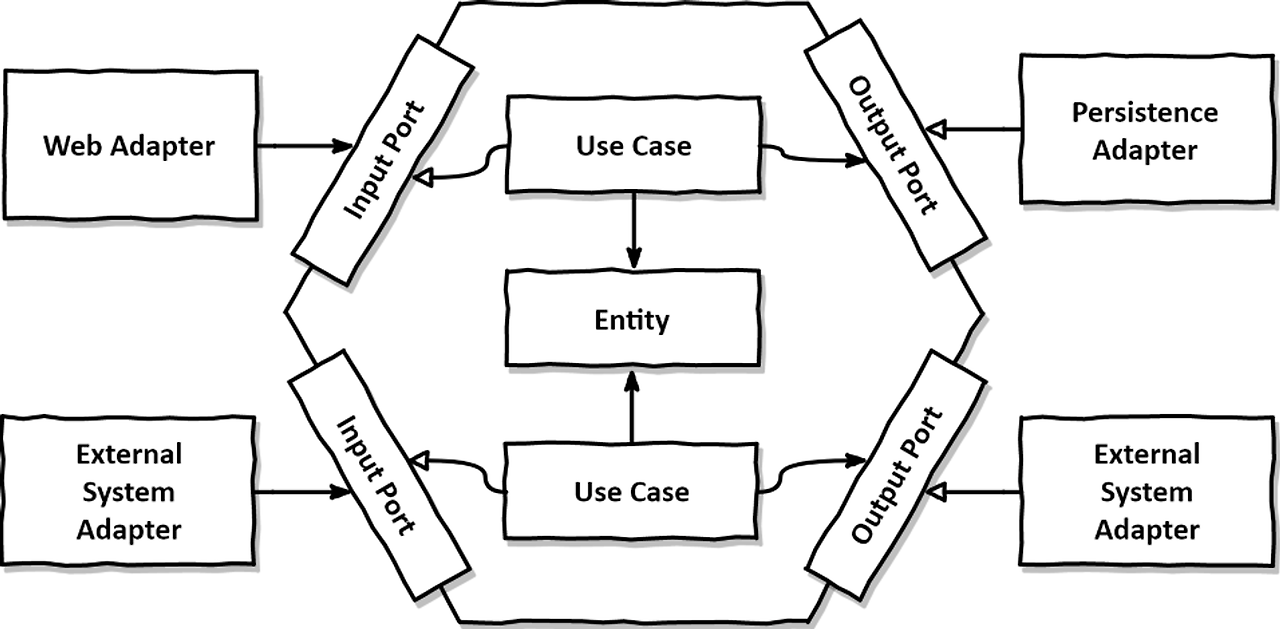 Web Adapter
Input Port
Use Case
Output Port
Persistence
Adapter
Entity
External
System
Adapter
Input Port
Use Case
Output Port
External
System
Adapter